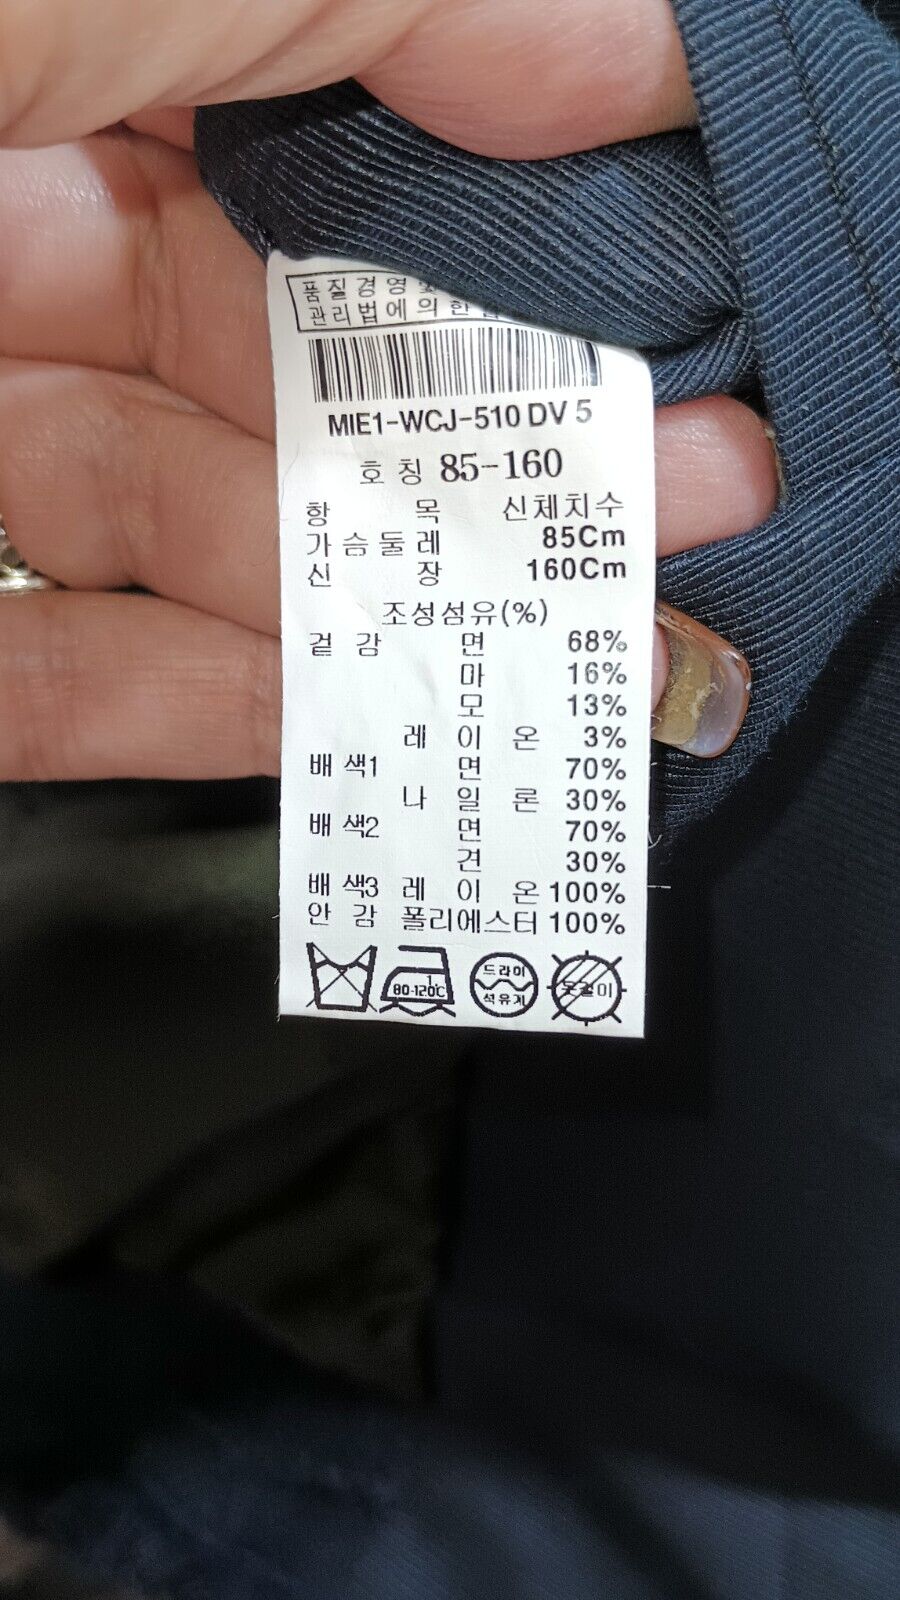 품질경영
관리법에의한
MIE1-WCJ-510 DV 5
호칭 85-160
항 목 신체치수
가슴둘레 85Cm
신 장 160Cm
조성섬유(%)
겉 감 면 68%
마 16%
모 13%
레 이 온 3%
배 색1 면 70%
나 일 론 30%
배 색2 면 70%
견 30%
배 색3 레 이 온 100%
안 감 폴리에스터 100%
1
80-120℃
드라이
석유계